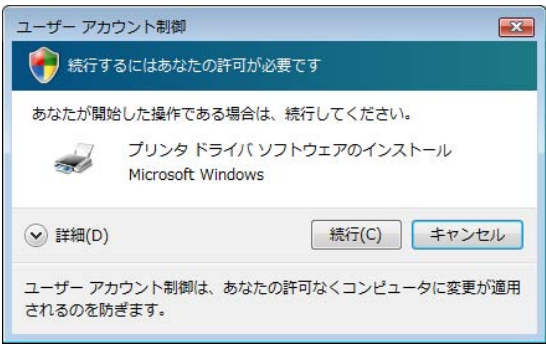 ユーザー アカウント制御
続行するにはあなたの許可が必要です
あなたが開始した操作である場合は、続行してください。
プリンタ ドライバ ソフトウェアのインストール
Microsoft Windows
詳細(D)
続行(C)
キャンセル
ユーザー アカウント制御は、あなたの許可なくコンピュータに変更が適用
されるのを防ぎます。